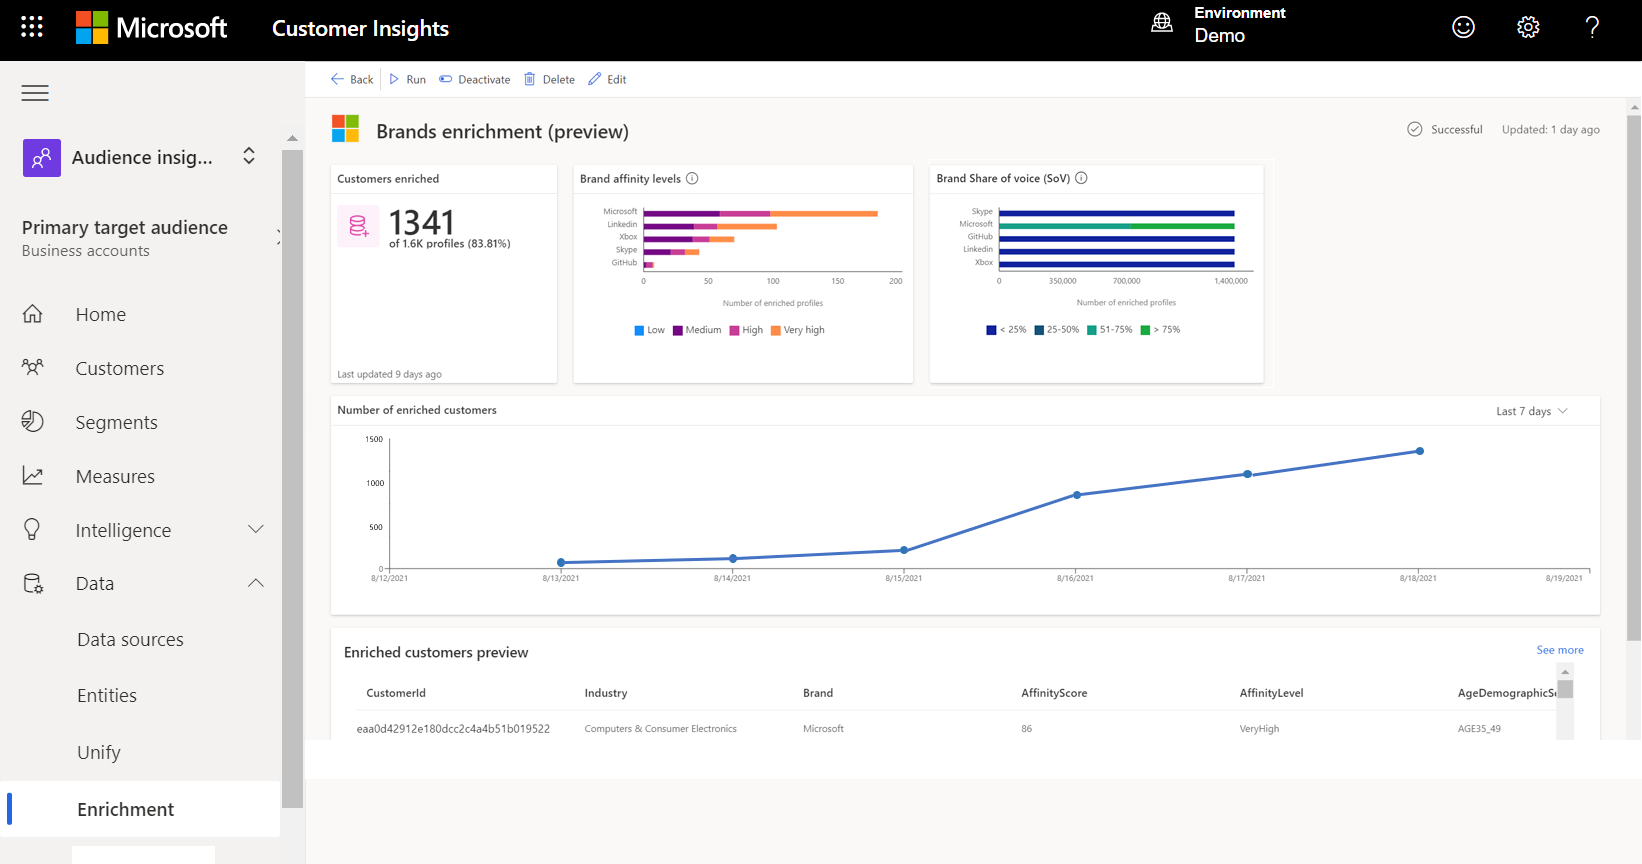 Microsoft
Customer Insights
Environment
Demo
?
Back
Run
Deactivate
Delete
Edit
Audience insig...
Primary target audience
Business accounts
Home
Customers
Segments
Measures
Intelligence
Data
Data sources
Entities
Unify
Enrichment
Brands enrichment (preview)
Successful
Updated: 1 day ago
Customers enriched
1341
of 1.6K profiles (83.81%)
Last updated 9 days ago
Brand affinity levels
Microsoft
Linkedin
Xbox
Skype
GitHub
0 50 100 150 200
Number of enriched profiles
Low Medium High Very high
Brand Share of voice (SoV)
Skype
Microsoft
GitHub
Linkedin
Xbox
0 350,000 700,000 1,400,000
Number of enriched profiles
< 25% 25-50% 51-75% > 75%
Number of enriched customers
Last 7 days
1500
1000
500
0
8/12/2021 8/13/2021 8/14/2021 8/15/2021 8/16/2021 8/17/2021 8/18/2021 8/19/2021
Enriched customers preview
See more
CustomerId Industry Brand AffinityScore AffinityLevel AgeDemographicSe
eaa0d42912e180dcc2c4a4b51b019522 Computers & Consumer Electronics Microsoft 86 VeryHigh AGE35_49